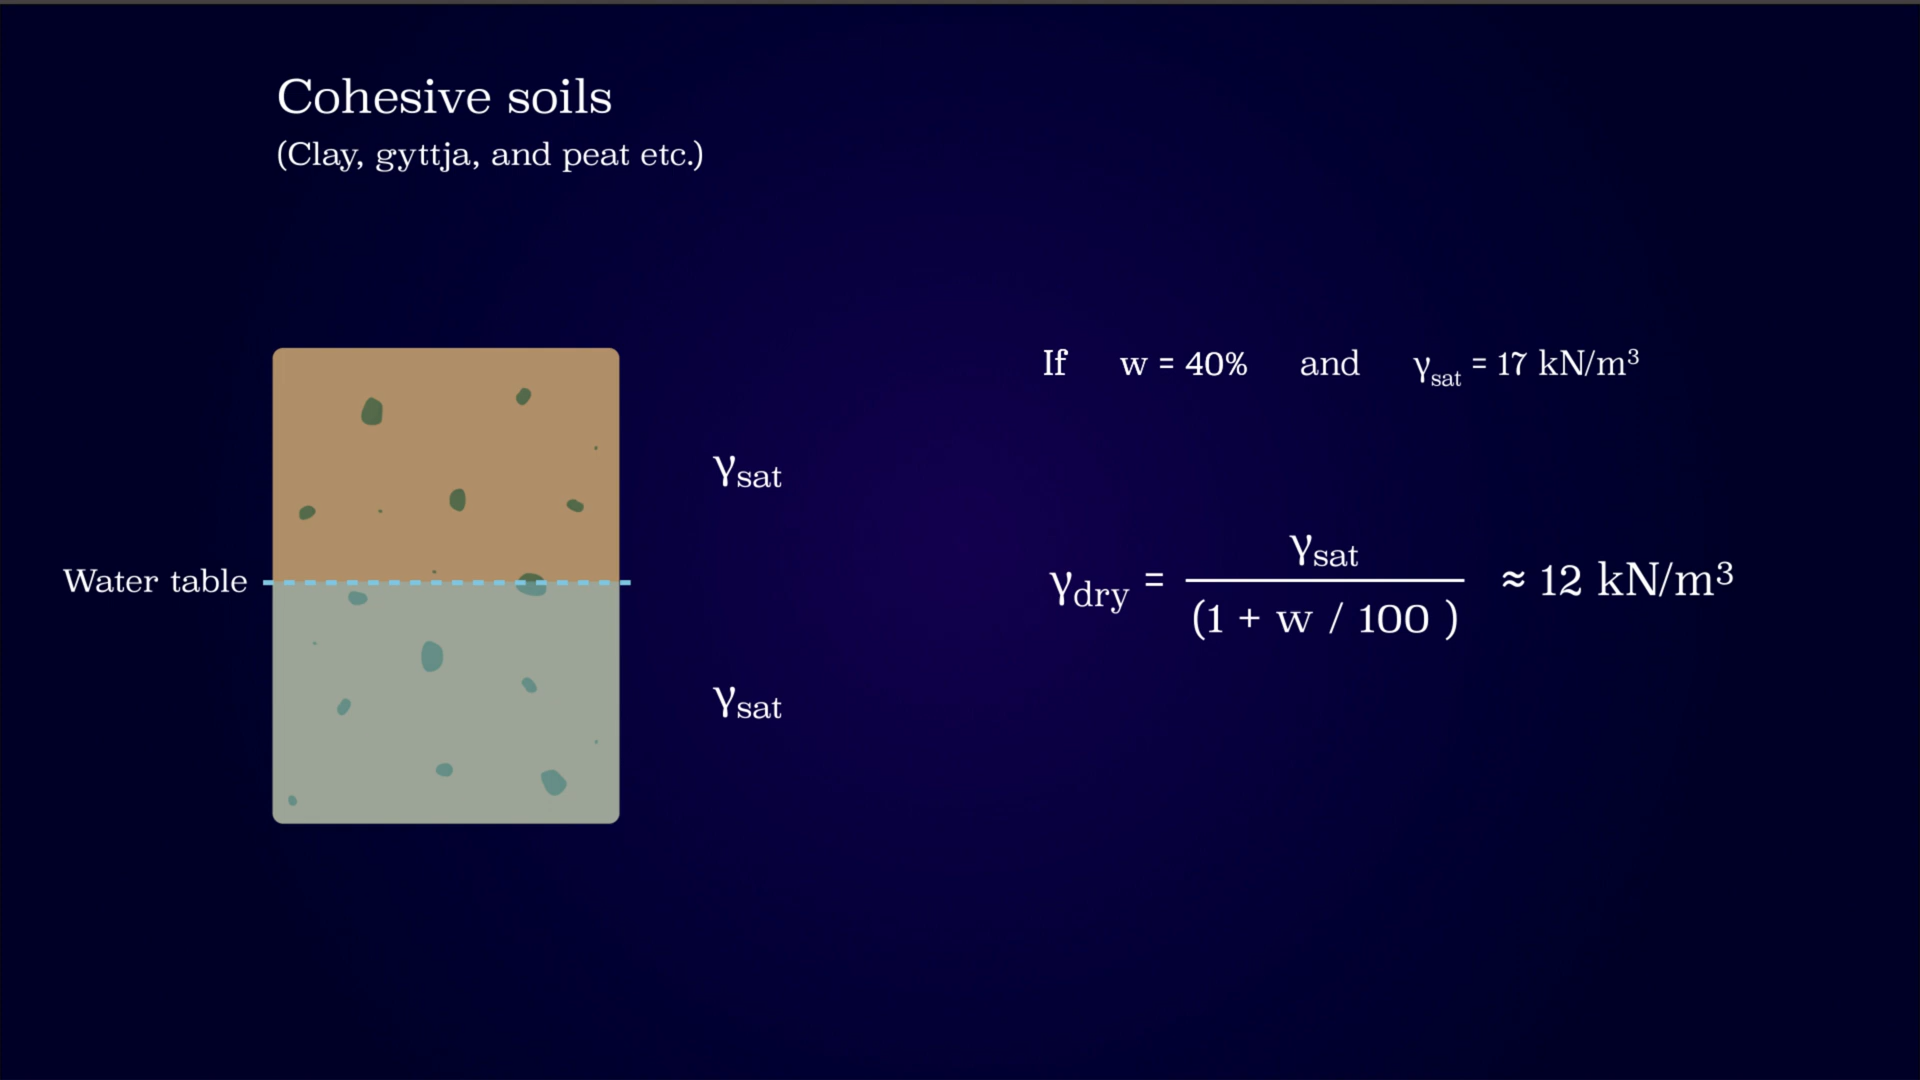 Cohesive soils
(Clay, gyttja, and peat etc.)
If w = 40% and γsat = 17 kN/m³
γsat
γdry = γsat / (1 + w / 100 ) ≈ 12 kN/m³
Water table
γsat